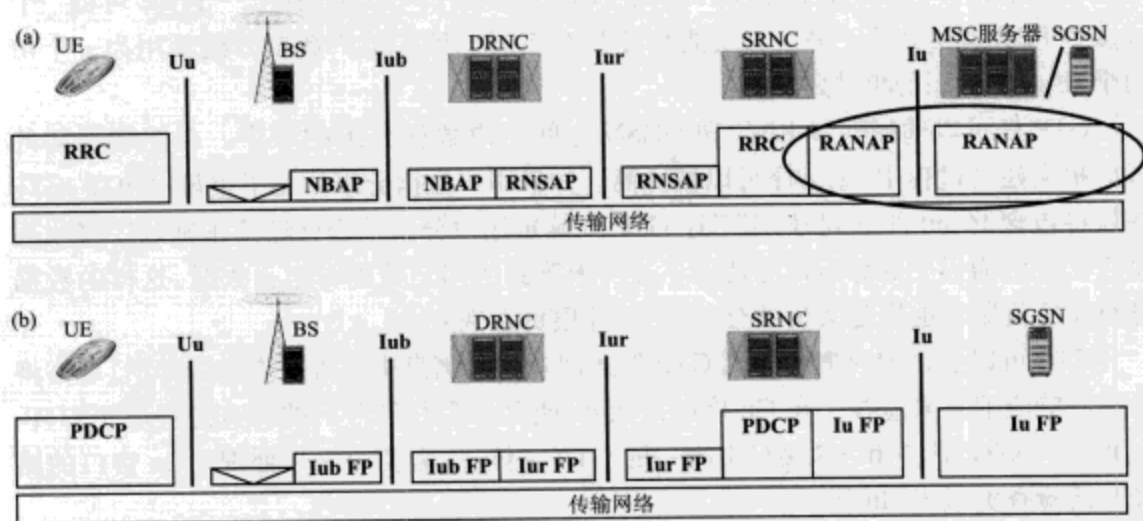 (a) UE BS DRNC SRNC MSC服务器 SGSN
Uu Iub Iur Iu
RRC RRC RANAP RANAP
NBAP NBAP RNSAP RNSAP
传输网络
(b) UE BS DRNC SRNC SGSN
Uu Iub Iur Iu
PDCP PDCP Iu FP Iu FP
Iub FP Iub FP Iur FP Iur FP
传输网络